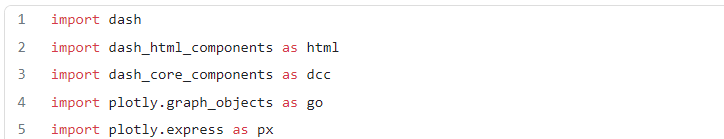 1 import dash
2 import dash_html_components as html
3 import dash_core_components as dcc
4 import plotly.graph_objects as go
5 import plotly.express as px